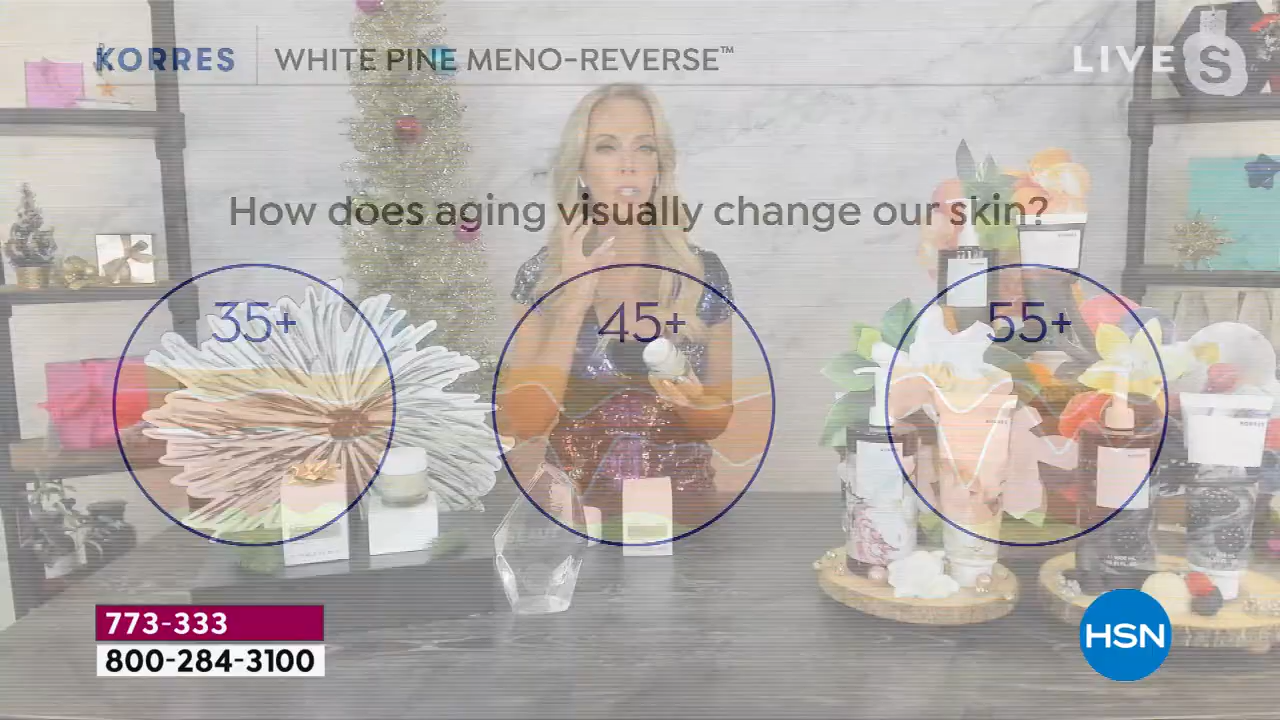 KORRES
WHITE PINE MENO-REVERSE™
LIVE S
How does aging visually change our skin?
35+
45+
55+
773-333
800-284-3100
HSN